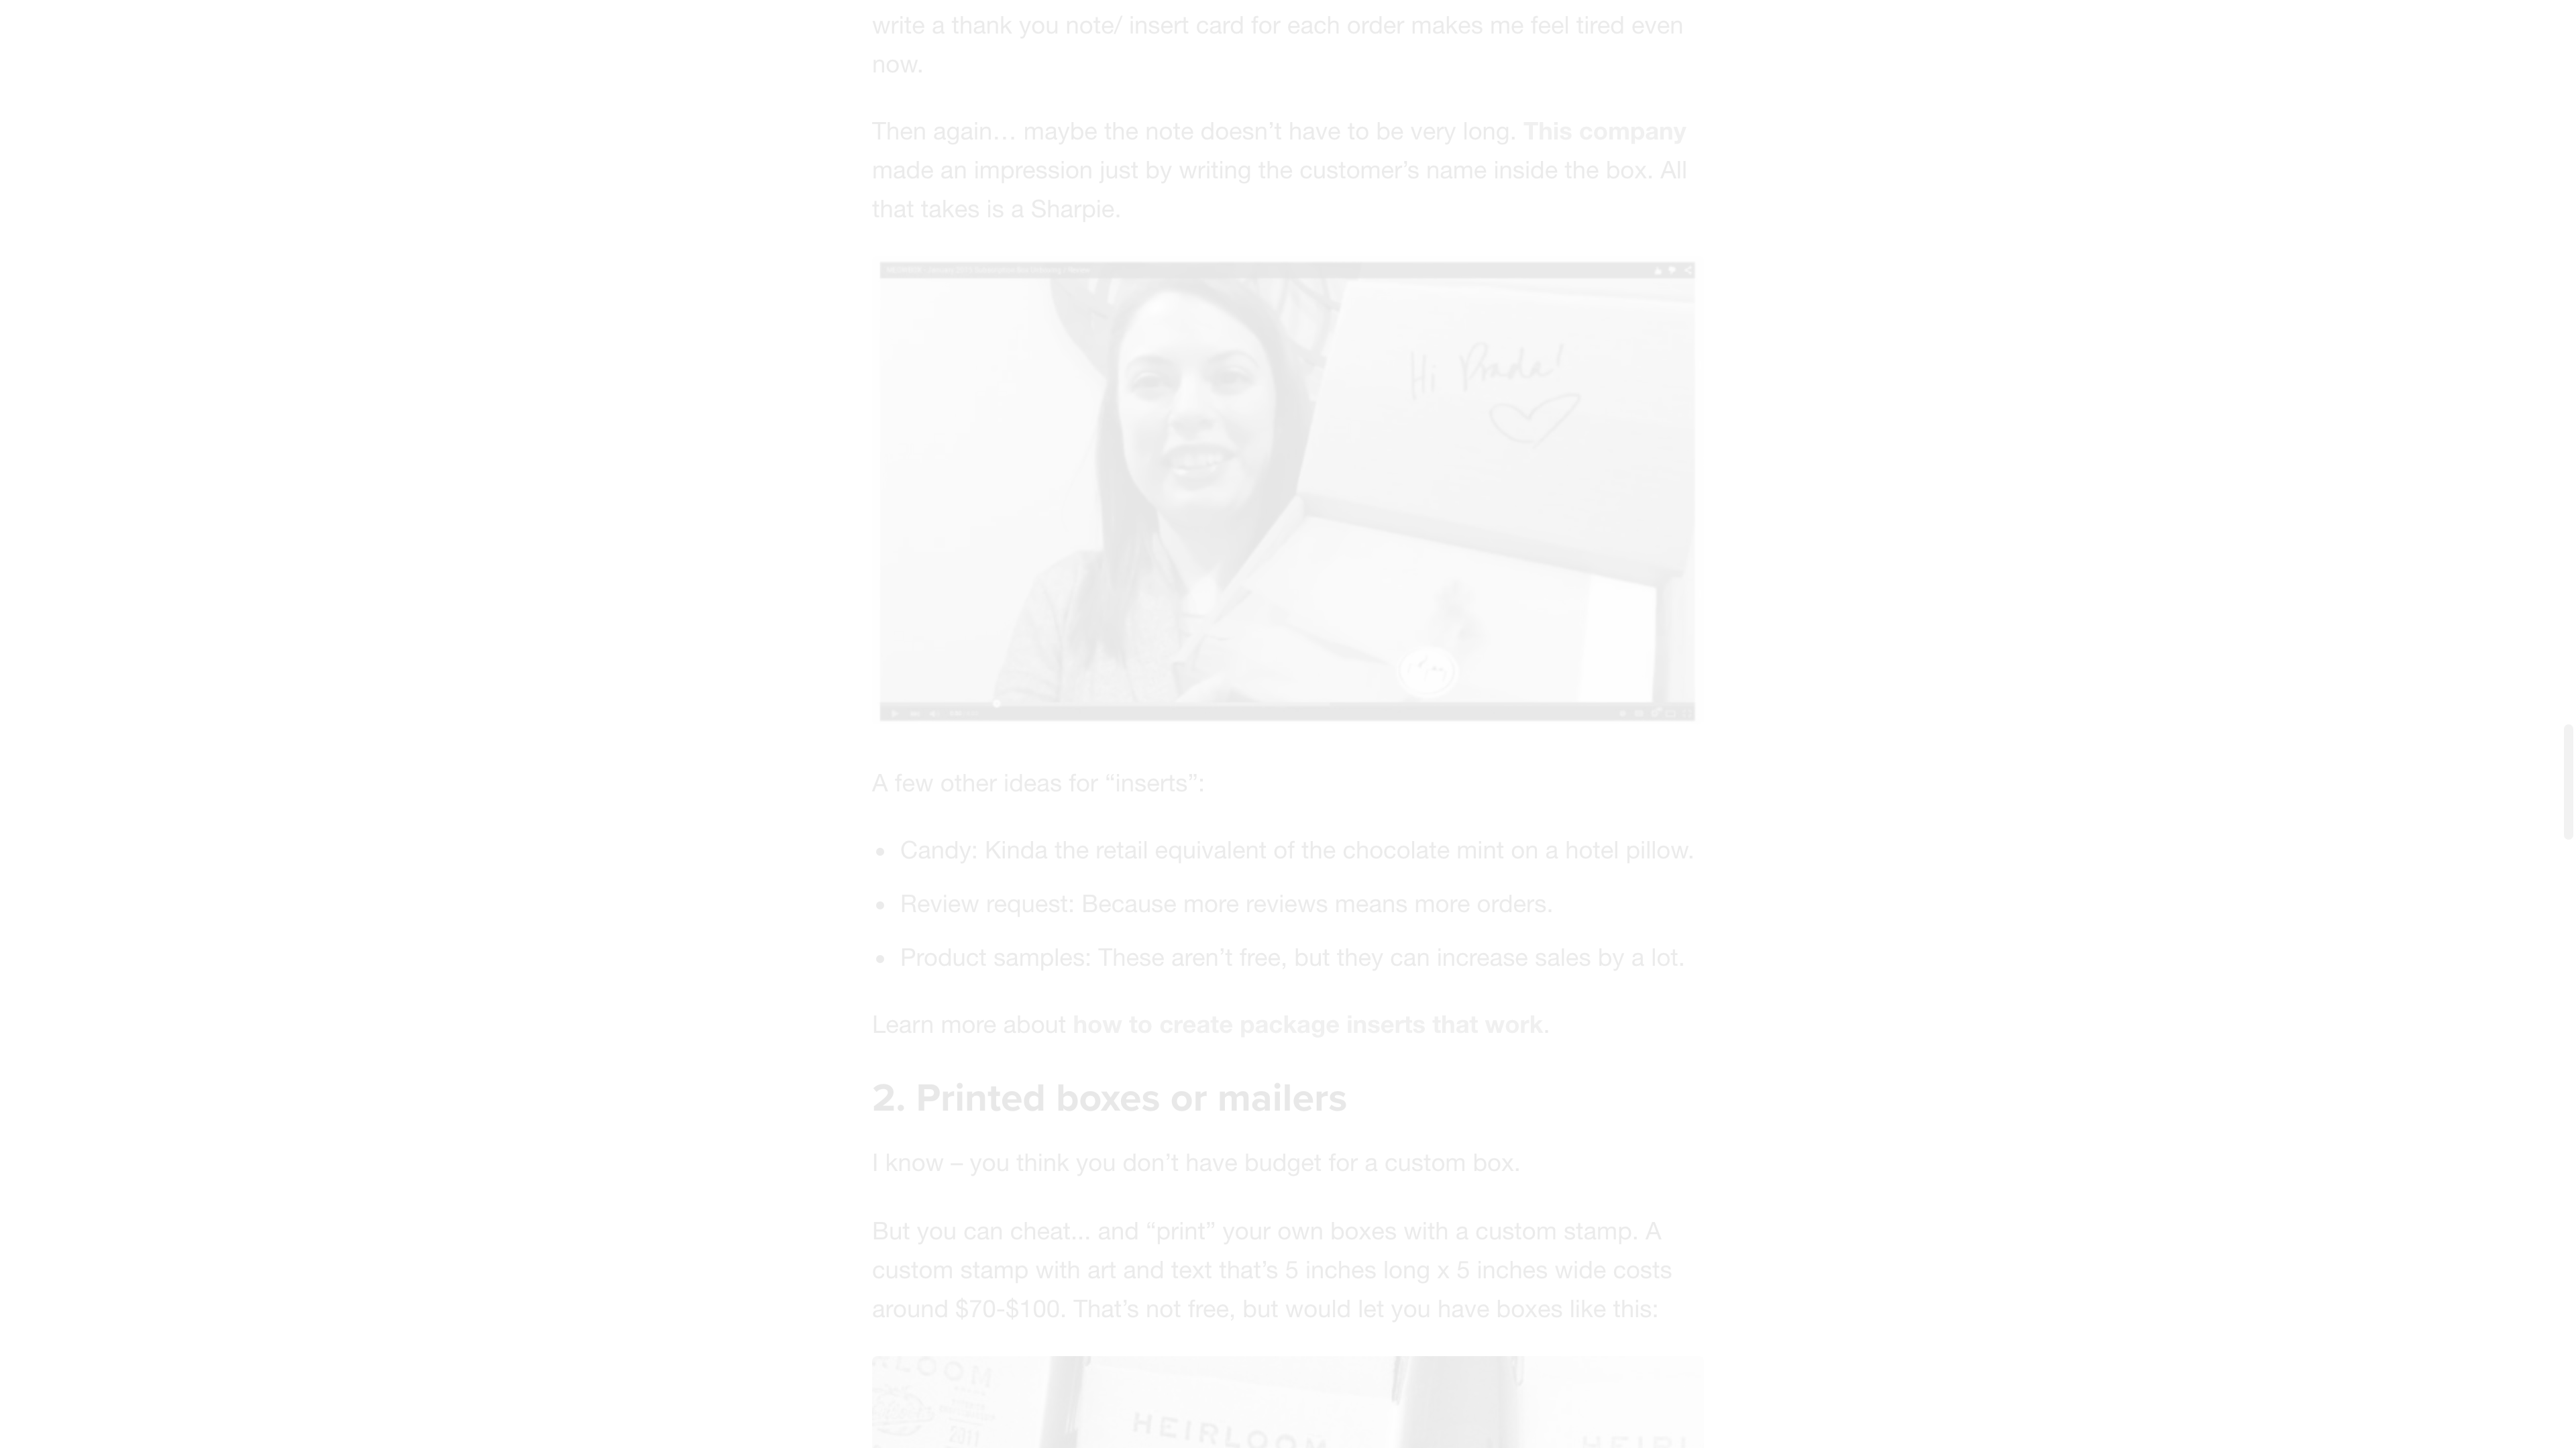 write a thank you note/ insert card for each order makes me feel tired even
now.
Then again… maybe the note doesn’t have to be very long. This company
made an impression just by writing the customer’s name inside the box. All
that takes is a Sharpie.
Hi Prada!
A few other ideas for “inserts”:
Candy: Kinda the retail equivalent of the chocolate mint on a hotel pillow.
Review request: Because more reviews means more orders.
Product samples: These aren’t free, but they can increase sales by a lot.
Learn more about how to create package inserts that work.
2. Printed boxes or mailers
I know – you think you don’t have budget for a custom box.
But you can cheat... and “print” your own boxes with a custom stamp. A
custom stamp with art and text that’s 5 inches long x 5 inches wide costs
around $70-$100. That’s not free, but would let you have boxes like this:
RLOOM
2011
HEIRLOOM
HEIRL